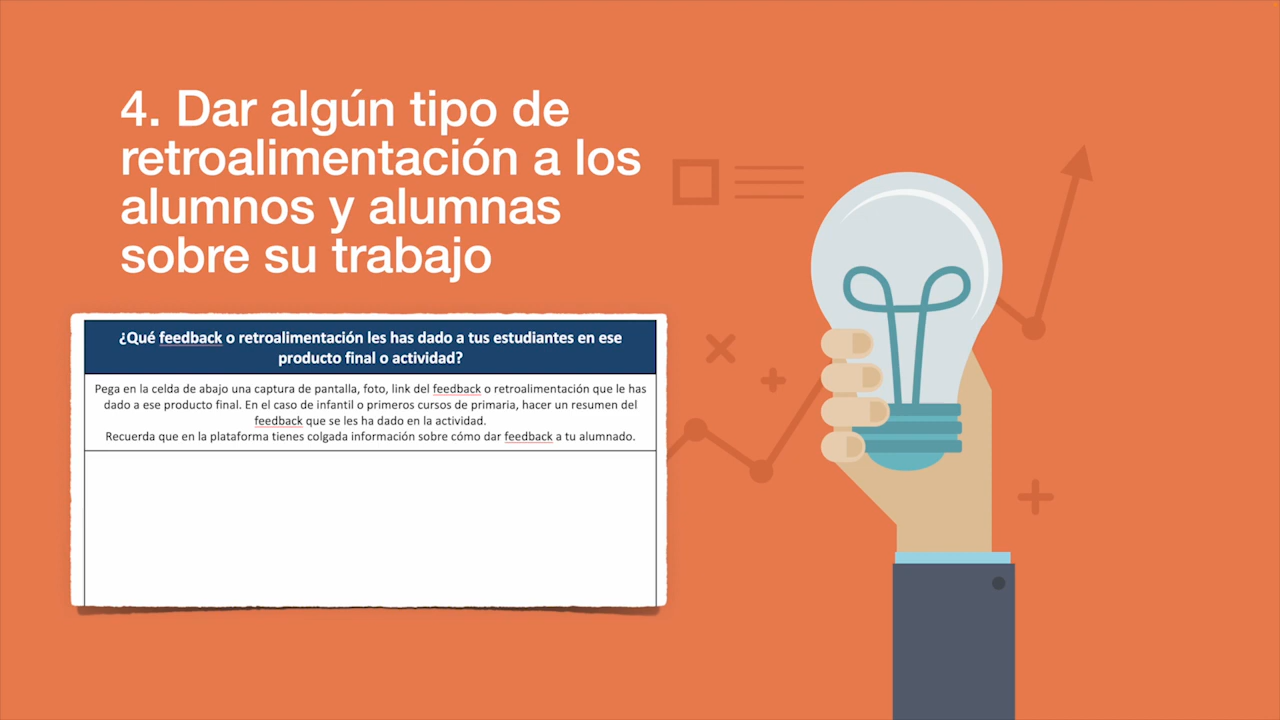 4. Dar algún tipo de
retroalimentación a los
alumnos y alumnas
sobre su trabajo
¿Qué feedback o retroalimentación les has dado a tus estudiantes en ese
producto final o actividad?
Pega en la celda de abajo una captura de pantalla, foto, link del feedback o retroalimentación que le has
dado a ese producto final. En el caso de infantil o primeros cursos de primaria, hacer un resumen del
feedback que se les ha dado en la actividad.
Recuerda que en la plataforma tienes colgada información sobre cómo dar feedback a tu alumnado.